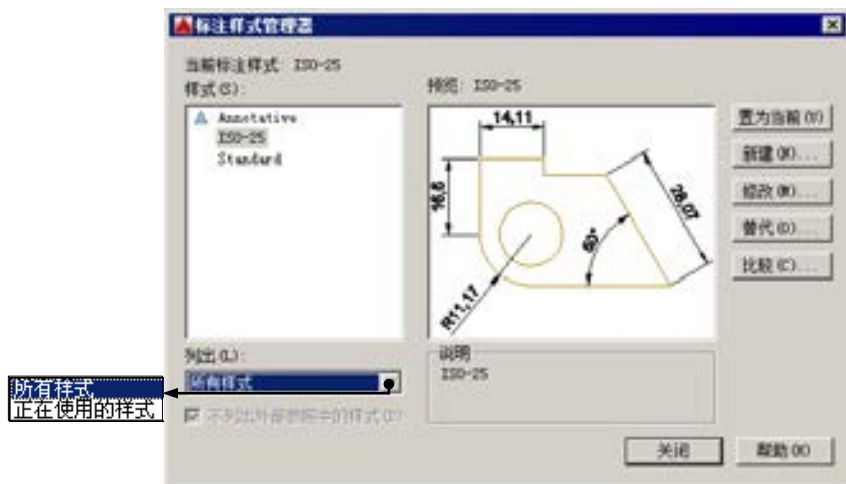 标注样式管理器
当前标注样式: ISO-25
样式(S):
预览: ISO-25
Annotative
ISO-25
Standard
14,11
16,6
28,07
60°
R11,17
置为当前(U)
新建(N)...
修改(M)...
替代(O)...
比较(C)...
列出(L):
所有样式
不列出外部参照中的样式(D)
说明
ISO-25
所有样式
正在使用的样式
关闭
帮助(H)